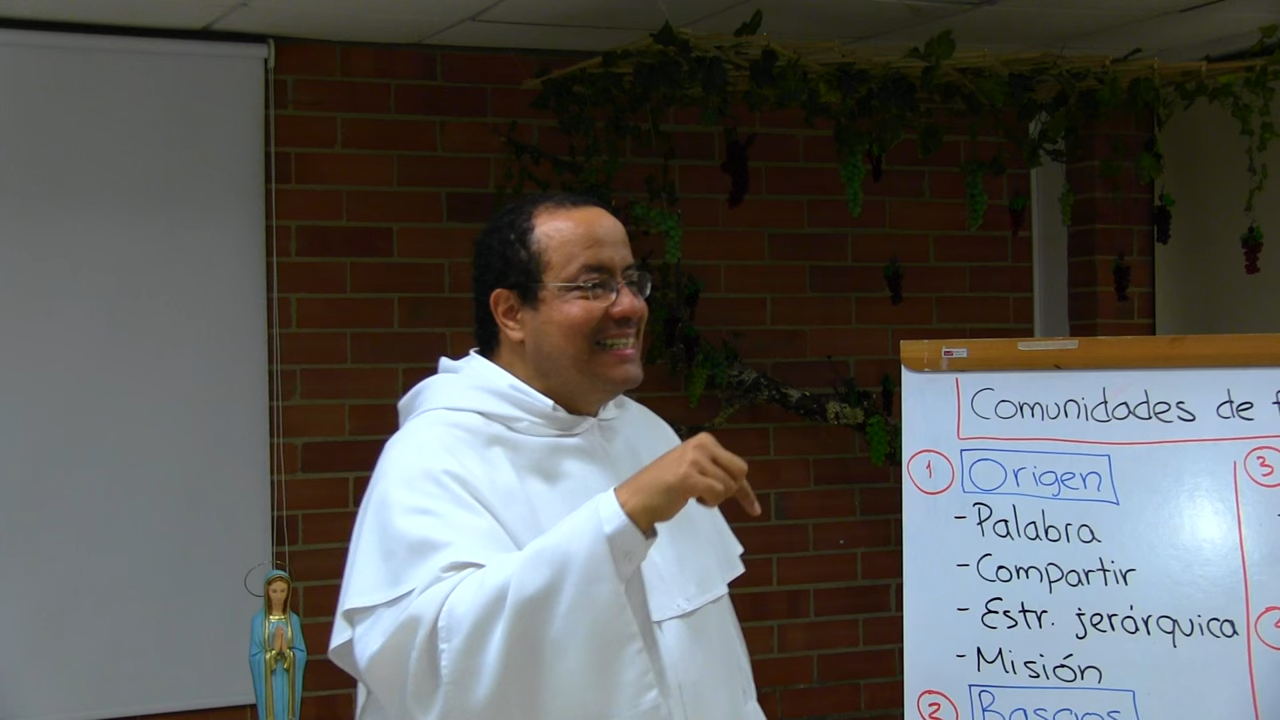 Comunidades de f
1 Origen 3
- Palabra
- Compartir
- Estr. jerárquica
- Misión
2